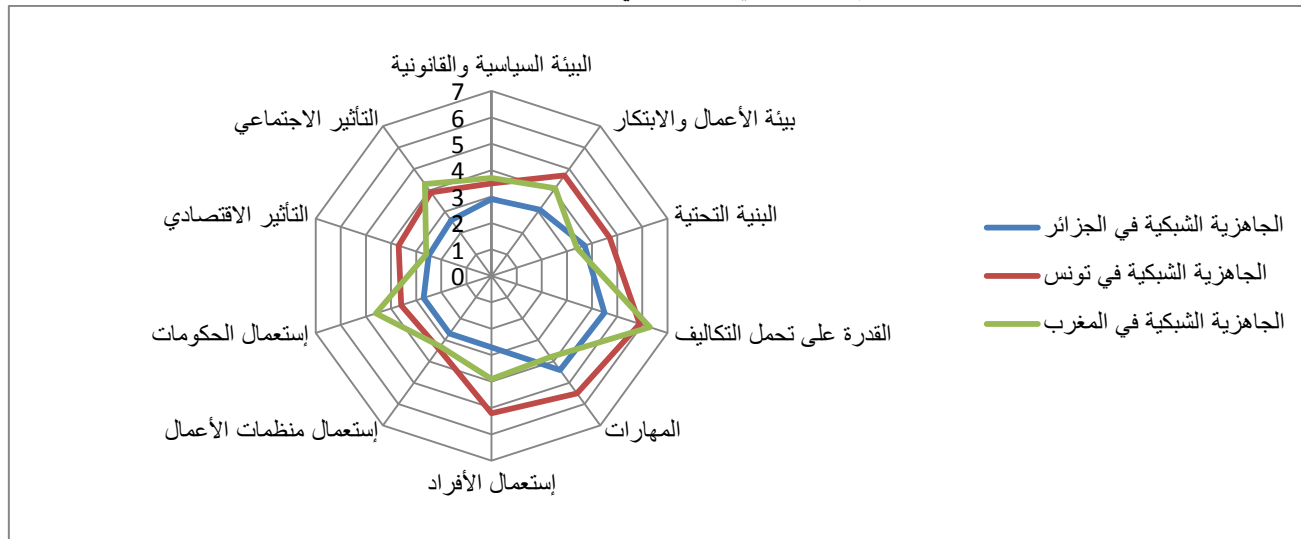 البيئة السياسية والقانونية
7
6
5
4
3
2
1
0
بيئة الأعمال والابتكار
البنية التحتية
القدرة على تحمل التكاليف
المهارات
إستعمال الأفراد
إستعمال منظمات الأعمال
إستعمال الحكومات
التأثير الاقتصادي
التأثير الاجتماعي
الجاهزية الشبكية في الجزائر
الجاهزية الشبكية في تونس
الجاهزية الشبكية في المغرب